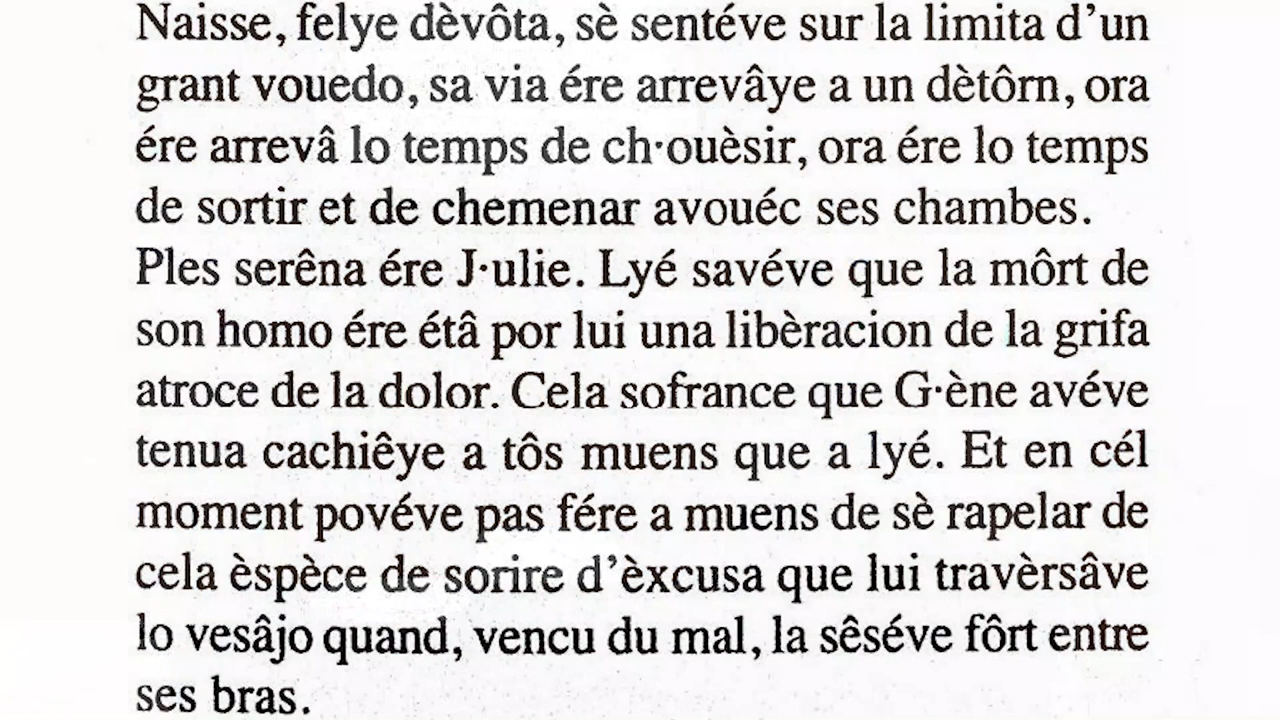 Naisse, felye dèvôta, sè sentéve sur la limita d’un
grant vouedo, sa via ére arrevâye a un dètôrn, ora
ére arrevâ lo temps de ch·ouèsir, ora ére lo temps
de sortir et de chemenar avouéc ses chambes.
Ples serêna ére J·ulie. Lyé savéve que la môrt de
son homo ére étâ por lui una libèracion de la grifa
atroce de la dolor. Cela sofrance que G·ène avéve
tenua cachiêye a tôs muens que a lyé. Et en cél
moment povéve pas fére a muens de sè rapelar de
cela èspèce de sorire d’èxcusa que lui travèrsâve
lo vesâjo quand, vencu du mal, la sêséve fôrt entre
ses bras.